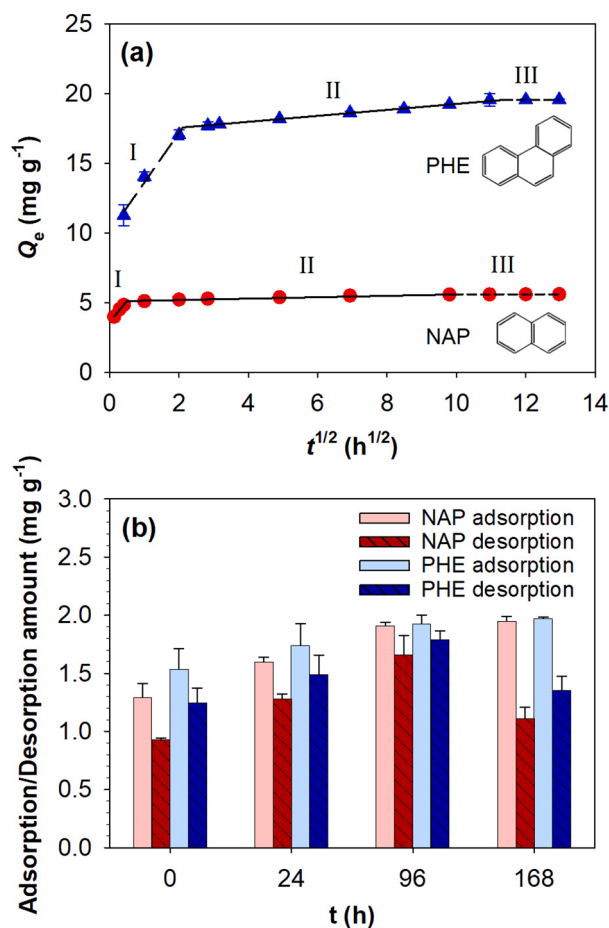 (a)
25
20
15
10
5
0
Qe (mg g-1)
I
II
III
PHE
I
II
III
NAP
0 2 4 6 8 10 12 14
t1/2 (h1/2)
(b)
3.0
2.5
2.0
1.5
1.0
0.5
0.0
Adsorption/Desorption amount (mg g-1)
NAP adsorption
NAP desorption
PHE adsorption
PHE desorption
0 24 96 168
t (h)